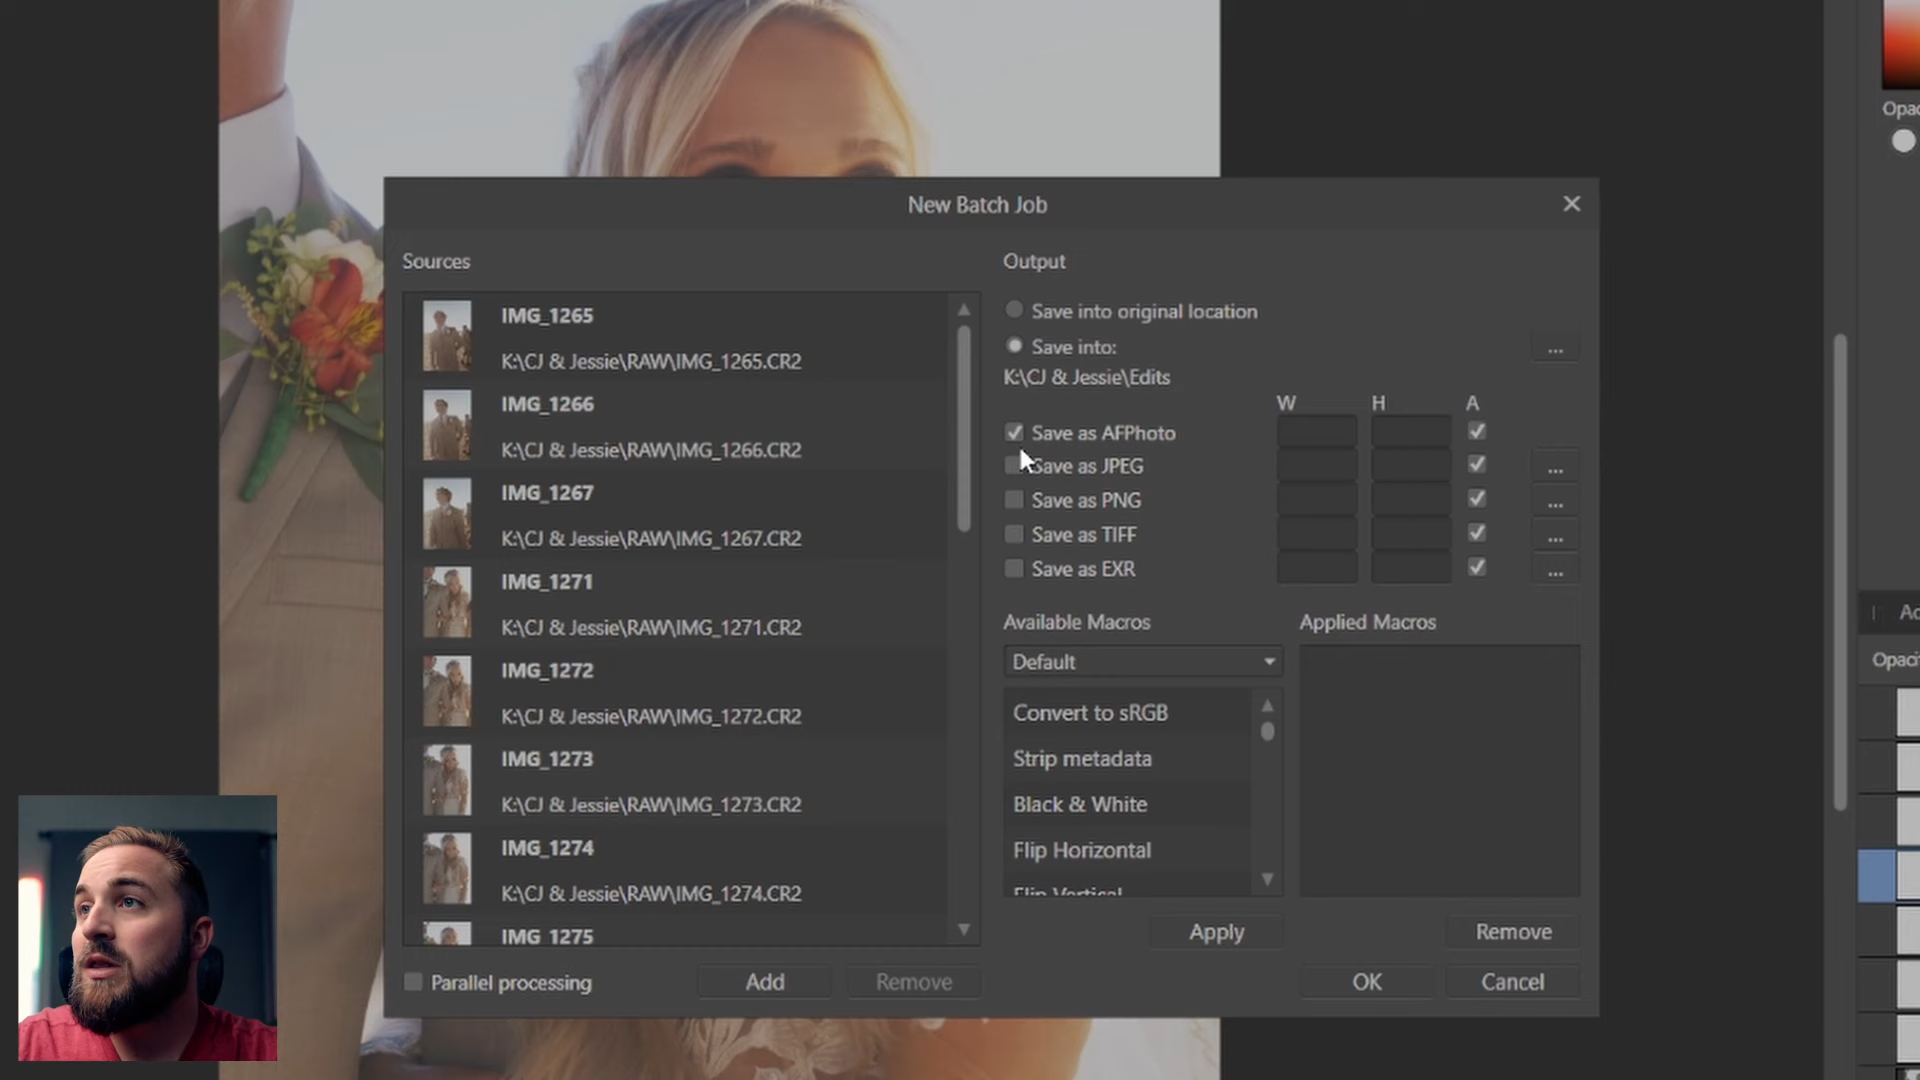 New Batch Job
Sources
IMG_1265
K:\CJ & Jessie\RAW\IMG_1265.CR2
IMG_1266
K:\CJ & Jessie\RAW\IMG_1266.CR2
IMG_1267
K:\CJ & Jessie\RAW\IMG_1267.CR2
IMG_1271
K:\CJ & Jessie\RAW\IMG_1271.CR2
IMG_1272
K:\CJ & Jessie\RAW\IMG_1272.CR2
IMG_1273
K:\CJ & Jessie\RAW\IMG_1273.CR2
IMG_1274
K:\CJ & Jessie\RAW\IMG_1274.CR2
IMG_1275
Parallel processing
Add
Remove
Output
Save into original location
Save into:
...
K:\CJ & Jessie\Edits
W H A
Save as AFPhoto
Save as JPEG ...
Save as PNG ...
Save as TIFF ...
Save as EXR ...
Available Macros
Default
Convert to sRGB
Strip metadata
Black & White
Flip Horizontal
Flip Vertical
Apply
Applied Macros
Remove
OK
Cancel